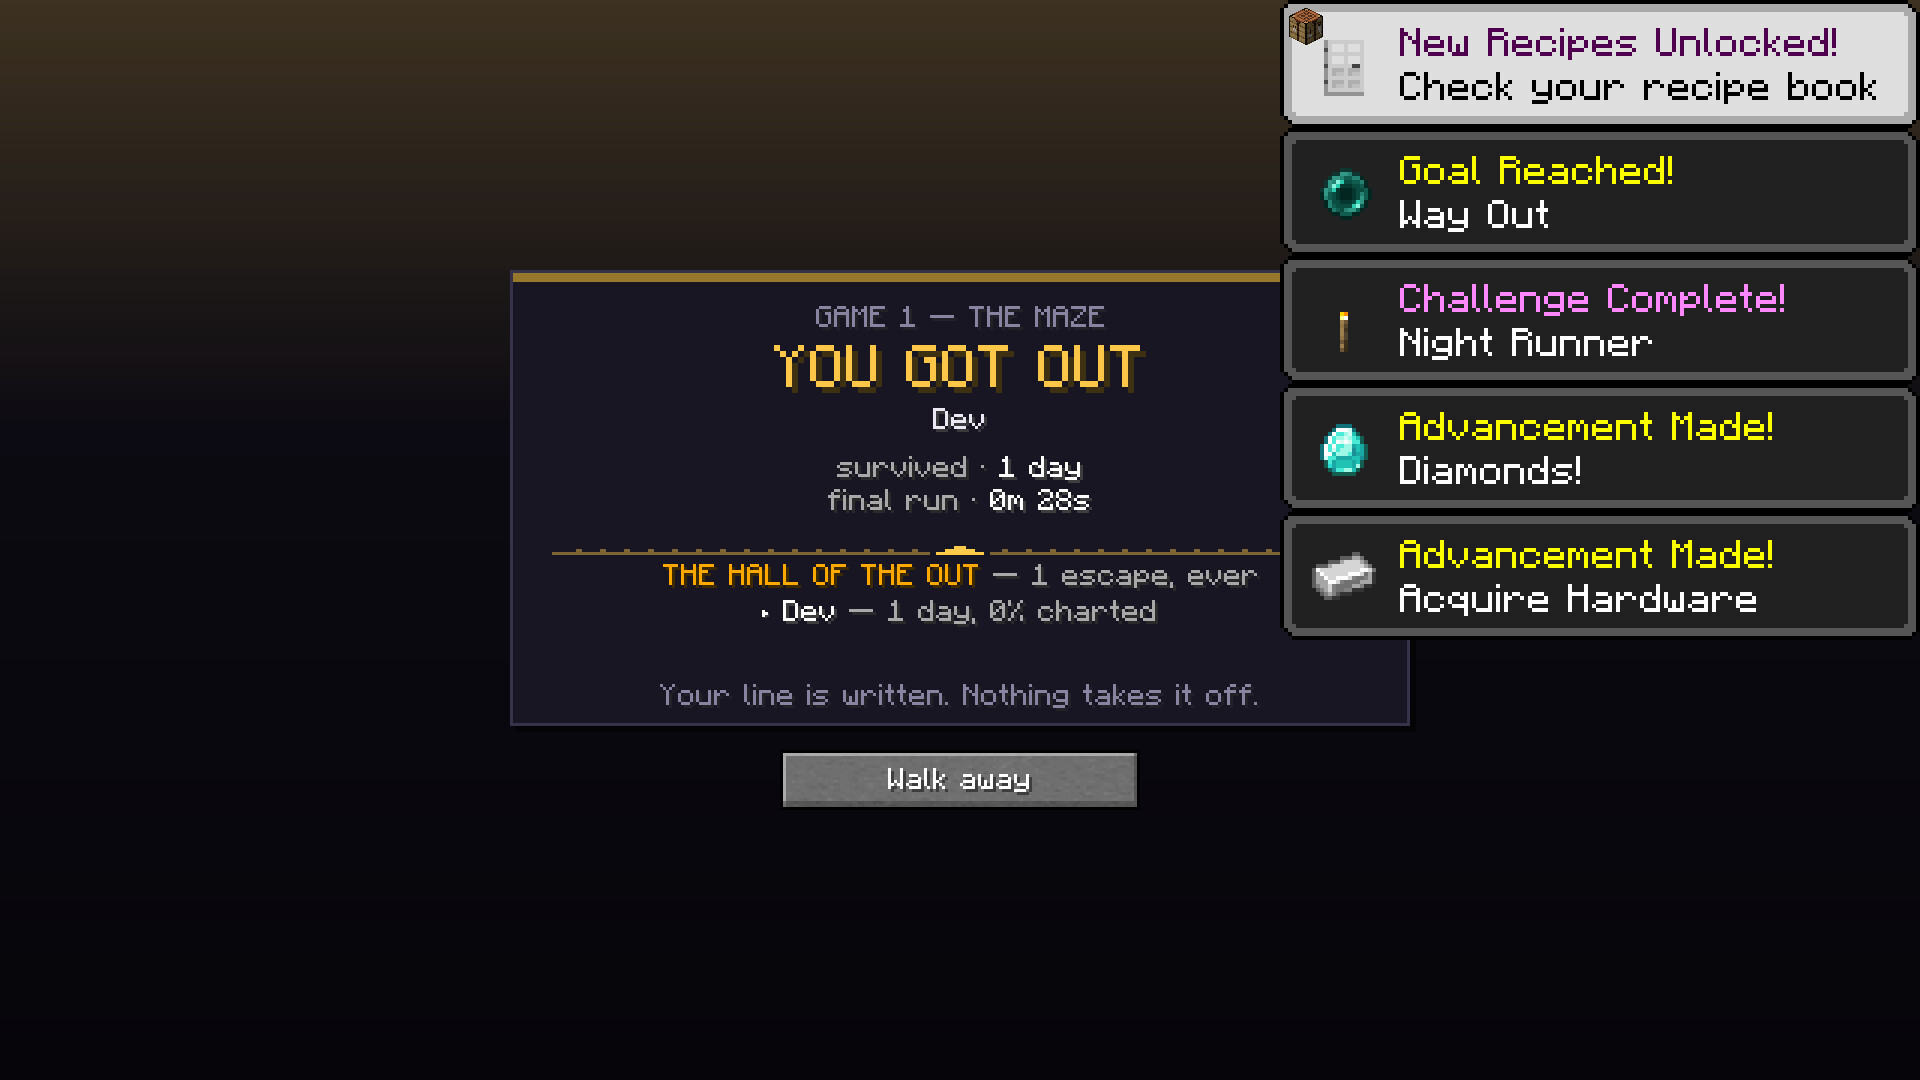 GAME 1 — THE MAZE
YOU GOT OUT
Dev
survived · 1 day
final run · 0m 28s
THE HALL OF THE OUT — 1 escape, ever
▸ Dev — 1 day, 0% charted
Your line is written. Nothing takes it off.
Walk away
New Recipes Unlocked!
Check your recipe book
Goal Reached!
Way Out
Challenge Complete!
Night Runner
Advancement Made!
Diamonds!
Advancement Made!
Acquire Hardware